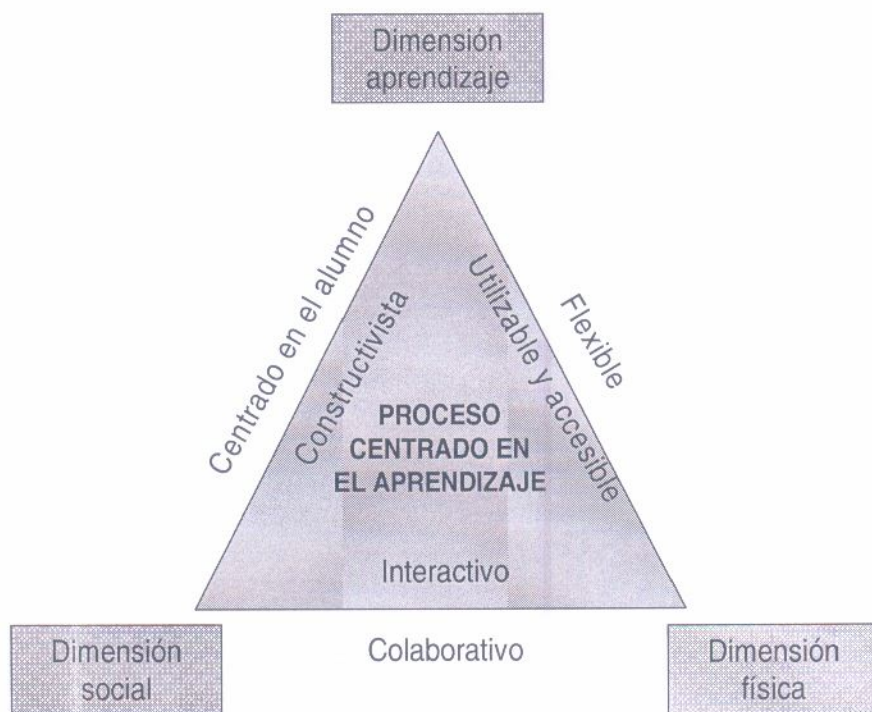 Dimensión
aprendizaje
Centrado en el alumno
Constructivista
Utilizable y accesible
Flexible
PROCESO
CENTRADO EN
EL APRENDIZAJE
Interactivo
Colaborativo
Dimensión
social
Dimensión
física